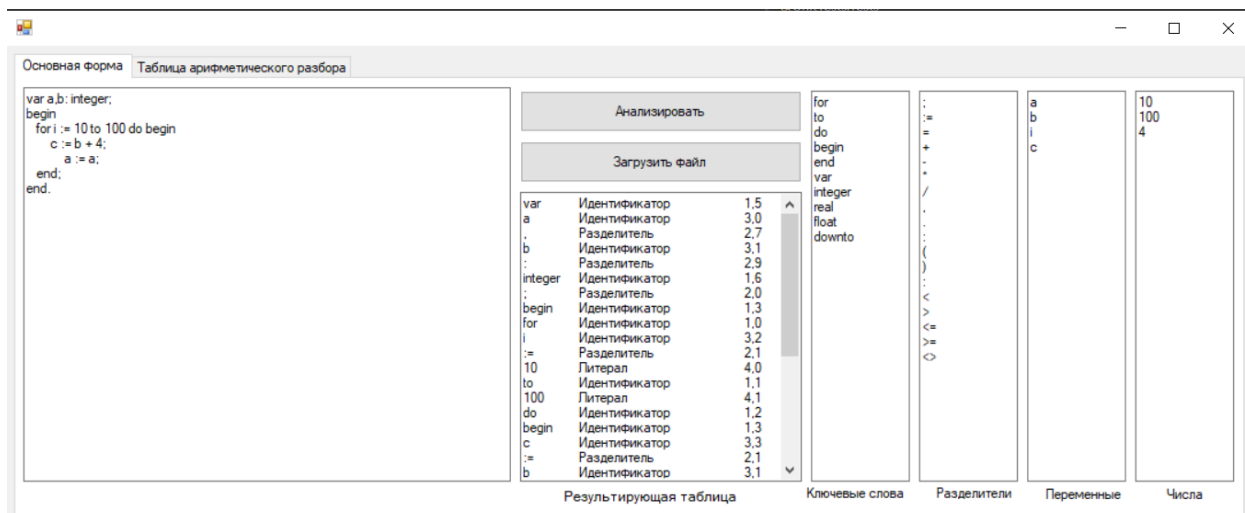 Основная форма
Таблица арифметического разбора
var a,b: integer;
begin
for i := 10 to 100 do begin
c := b + 4;
a := a;
end;
end.
Анализировать
Загрузить файл
var Идентификатор 1,5
a Идентификатор 3,0
, Разделитель 2,7
b Идентификатор 3,1
: Разделитель 2,9
integer Идентификатор 1,6
; Разделитель 2,0
begin Идентификатор 1,3
for Идентификатор 1,0
i Идентификатор 3,2
:= Разделитель 2,1
10 Литерал 4,0
to Идентификатор 1,1
100 Литерал 4,1
do Идентификатор 1,2
begin Идентификатор 1,3
c Идентификатор 3,3
:= Разделитель 2,1
b Идентификатор 3,1
Результирующая таблица
for
to
do
begin
end
var
integer
real
float
downto
Ключевые слова
;
:=
=
+
-
*
/
,
.
:
(
)
:
<
>
<=
>=
<>
Разделители
a
b
i
c
Переменные
10
100
4
Числа